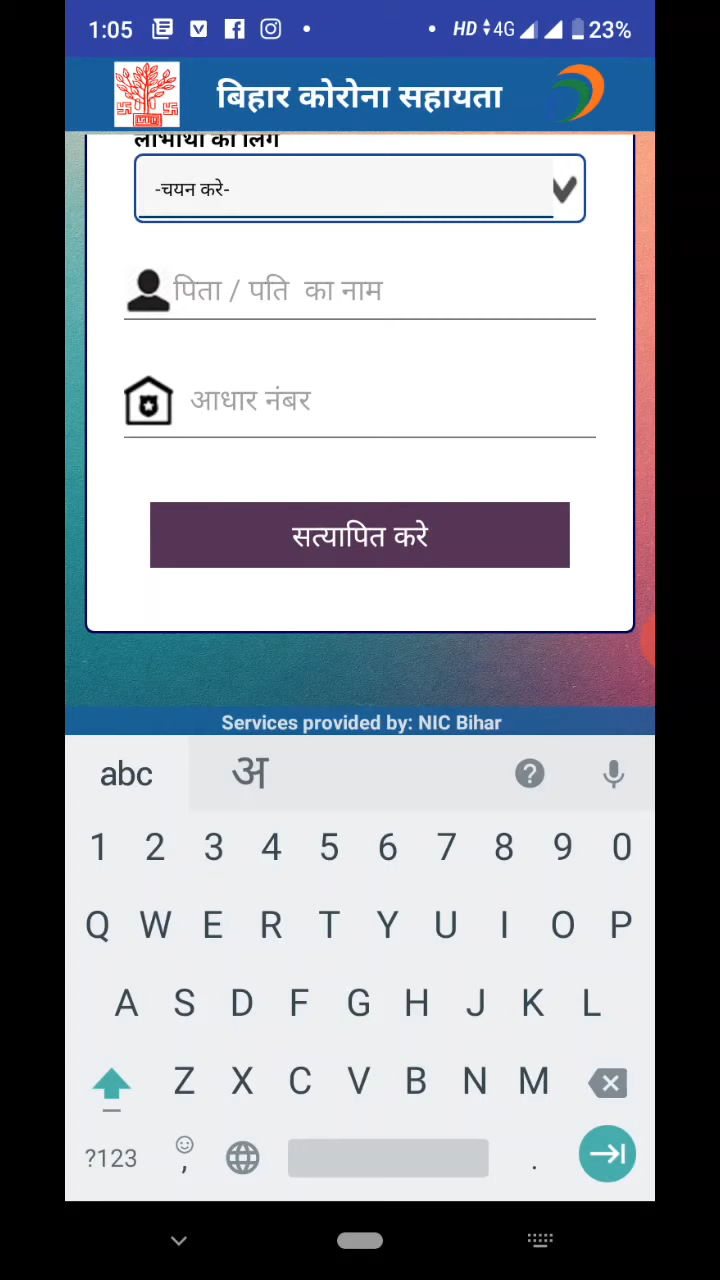 1:05 HD 4G 23%
बिहार कोरोना सहायता
लाभार्थी का लिंग
-चयन करे-
पिता / पति का नाम
आधार नंबर
सत्यापित करे
Services provided by: NIC Bihar
abc अ ?
1 2 3 4 5 6 7 8 9 0
Q W E R T Y U I O P
A S D F G H J K L
Z X C V B N M
?123 , .